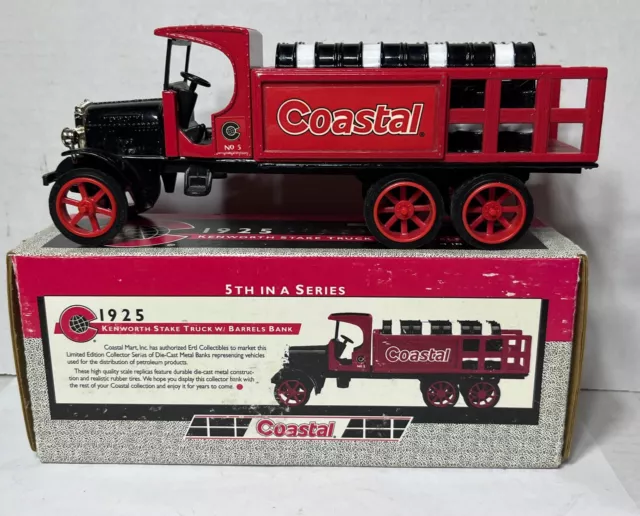 Coastal®
No 5
1925
KENWORTH STAKE TRUCK
5TH IN A SERIES
1925
KENWORTH STAKE TRUCK W/ BARRELS BANK
Coastal Mart, Inc. has authorized Ertl Collectibles to market this
Limited Edition Collector Series of Die-Cast Metal Banks representing vehicles
used for the distribution of petroleum products.
These high quality scale replicas feature durable die-cast metal construc-
tion and realistic rubber tires. We hope you display this collector bank with
the rest of your Coastal collection and enjoy it for years to come.
Coastal
Coastal